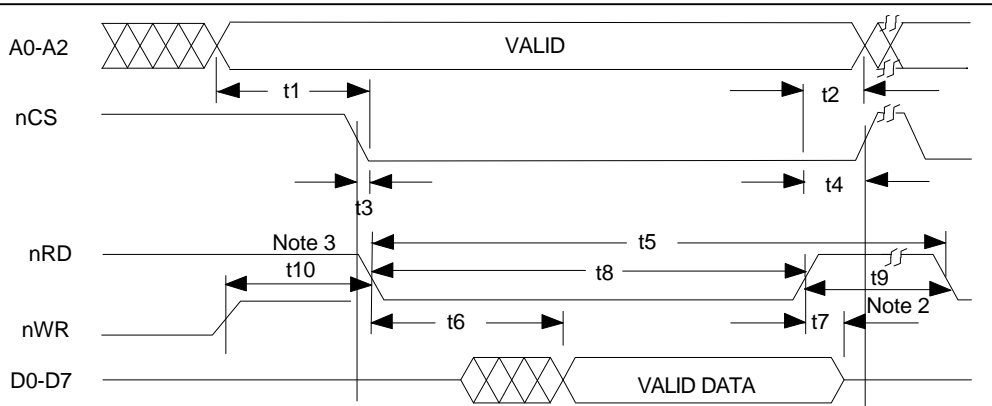 A0-A2
VALID
t1
t2
nCS
t3
t4
nRD
Note 3
t5
t10
t8
t9
Note 2
nWR
t6
t7
D0-D7
VALID DATA